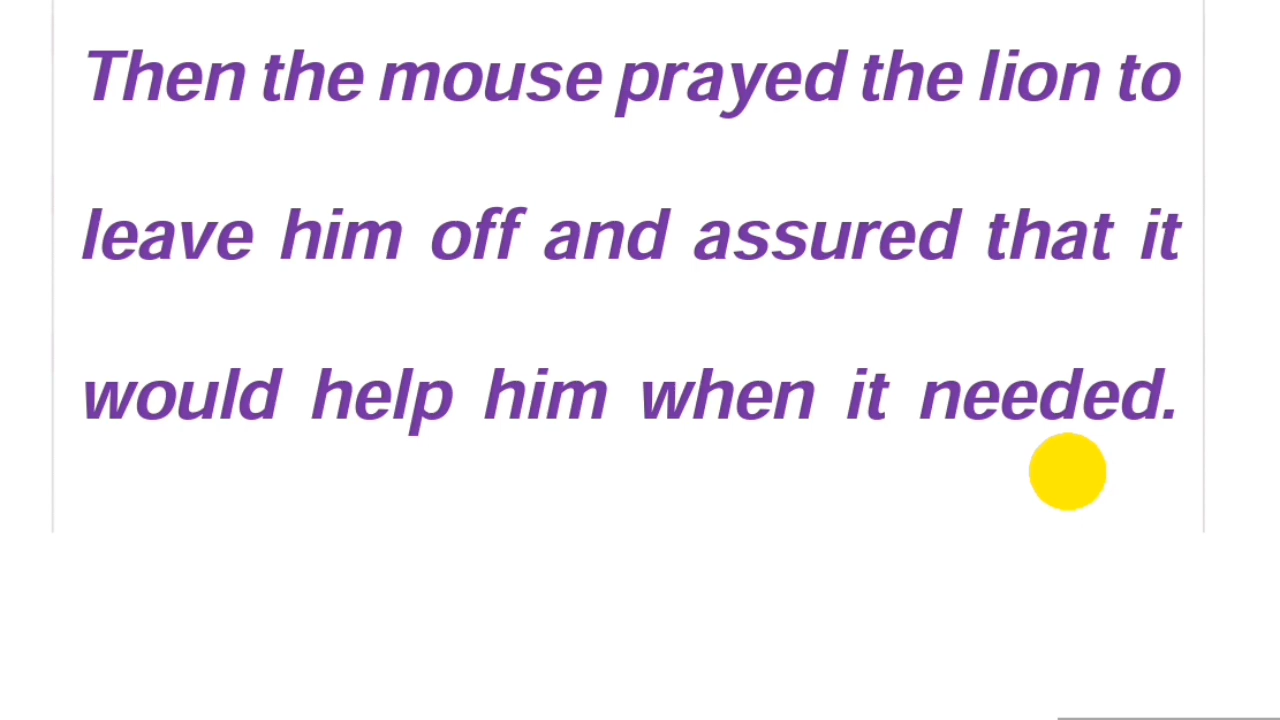 Then the mouse prayed the lion to
leave him off and assured that it
would help him when it needed.